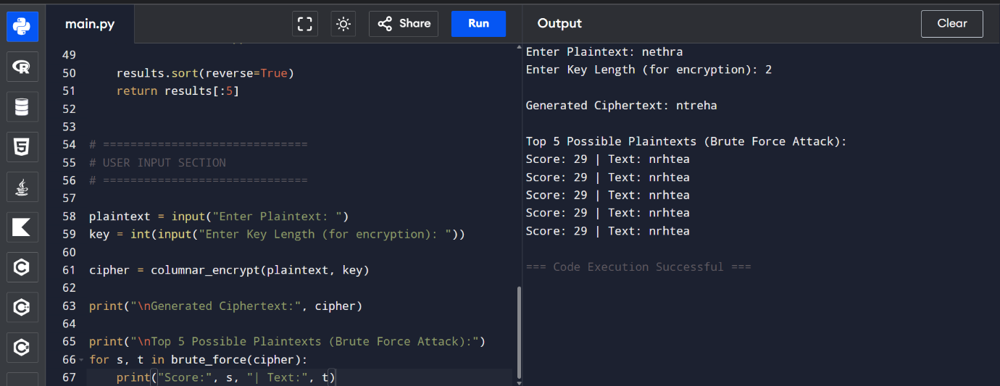 main.py
Share
Run
Output
Clear
49
50 results.sort(reverse=True)
51 return results[:5]
52
53
54 # ==============================
55 # USER INPUT SECTION
56 # ==============================
57
58 plaintext = input("Enter Plaintext: ")
59 key = int(input("Enter Key Length (for encryption): "))
60
61 cipher = columnar_encrypt(plaintext, key)
62
63 print("\nGenerated Ciphertext:", cipher)
64
65 print("\nTop 5 Possible Plaintexts (Brute Force Attack):")
66 for s, t in brute_force(cipher):
67 print("Score:", s, "| Text:", t)
Enter Plaintext: nethra
Enter Key Length (for encryption): 2
Generated Ciphertext: ntreha
Top 5 Possible Plaintexts (Brute Force Attack):
Score: 29 | Text: nrhtea
Score: 29 | Text: nrhtea
Score: 29 | Text: nrhtea
Score: 29 | Text: nrhtea
Score: 29 | Text: nrhtea
=== Code Execution Successful ===